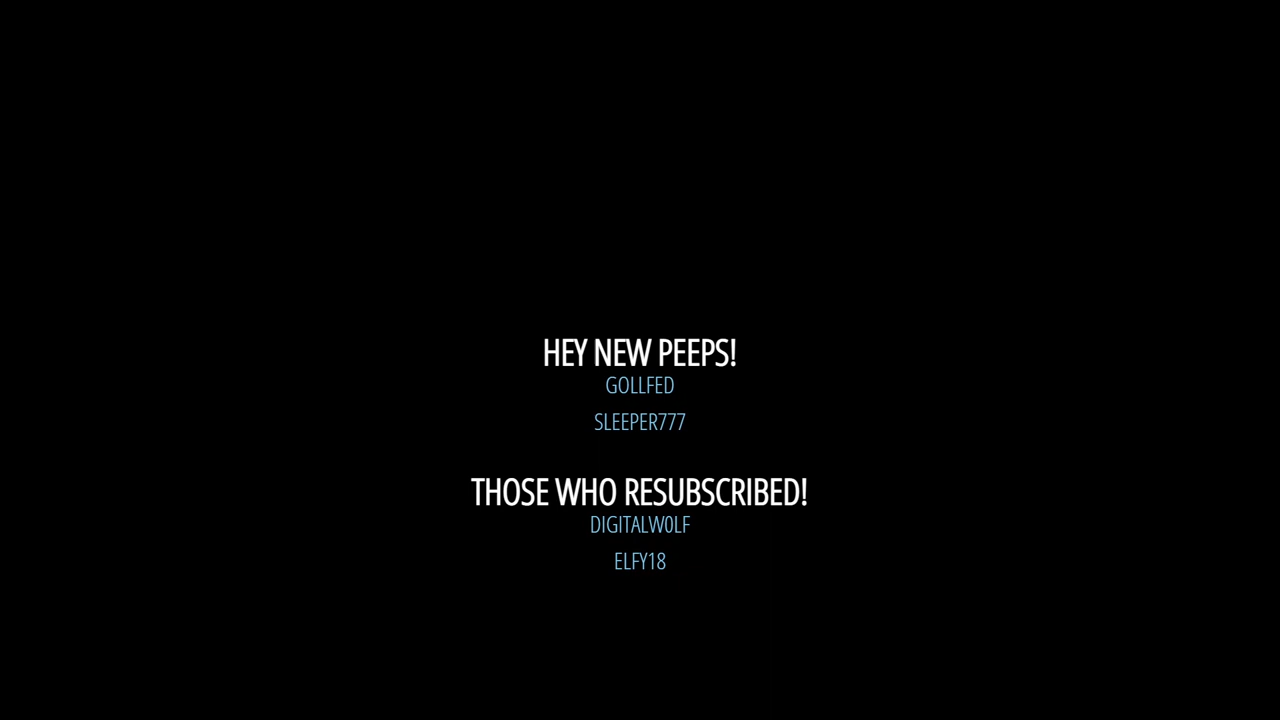 HEY NEW PEEPS!
GOLLFED
SLEEPER777
THOSE WHO RESUBSCRIBED!
DIGITALW0LF
ELFY18